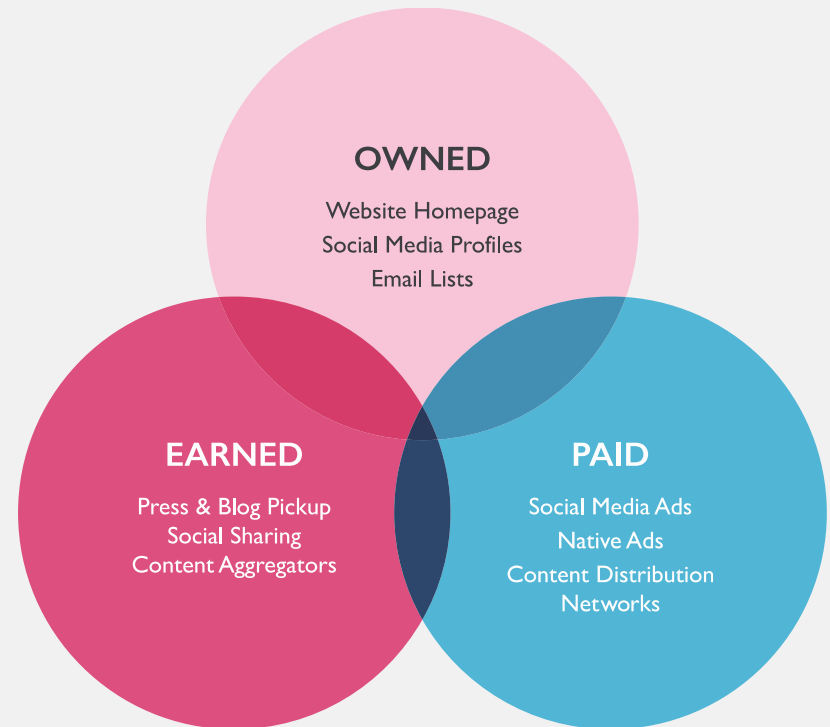 OWNED
Website Homepage
Social Media Profiles
Email Lists
EARNED
Press & Blog Pickup
Social Sharing
Content Aggregators
PAID
Social Media Ads
Native Ads
Content Distribution
Networks